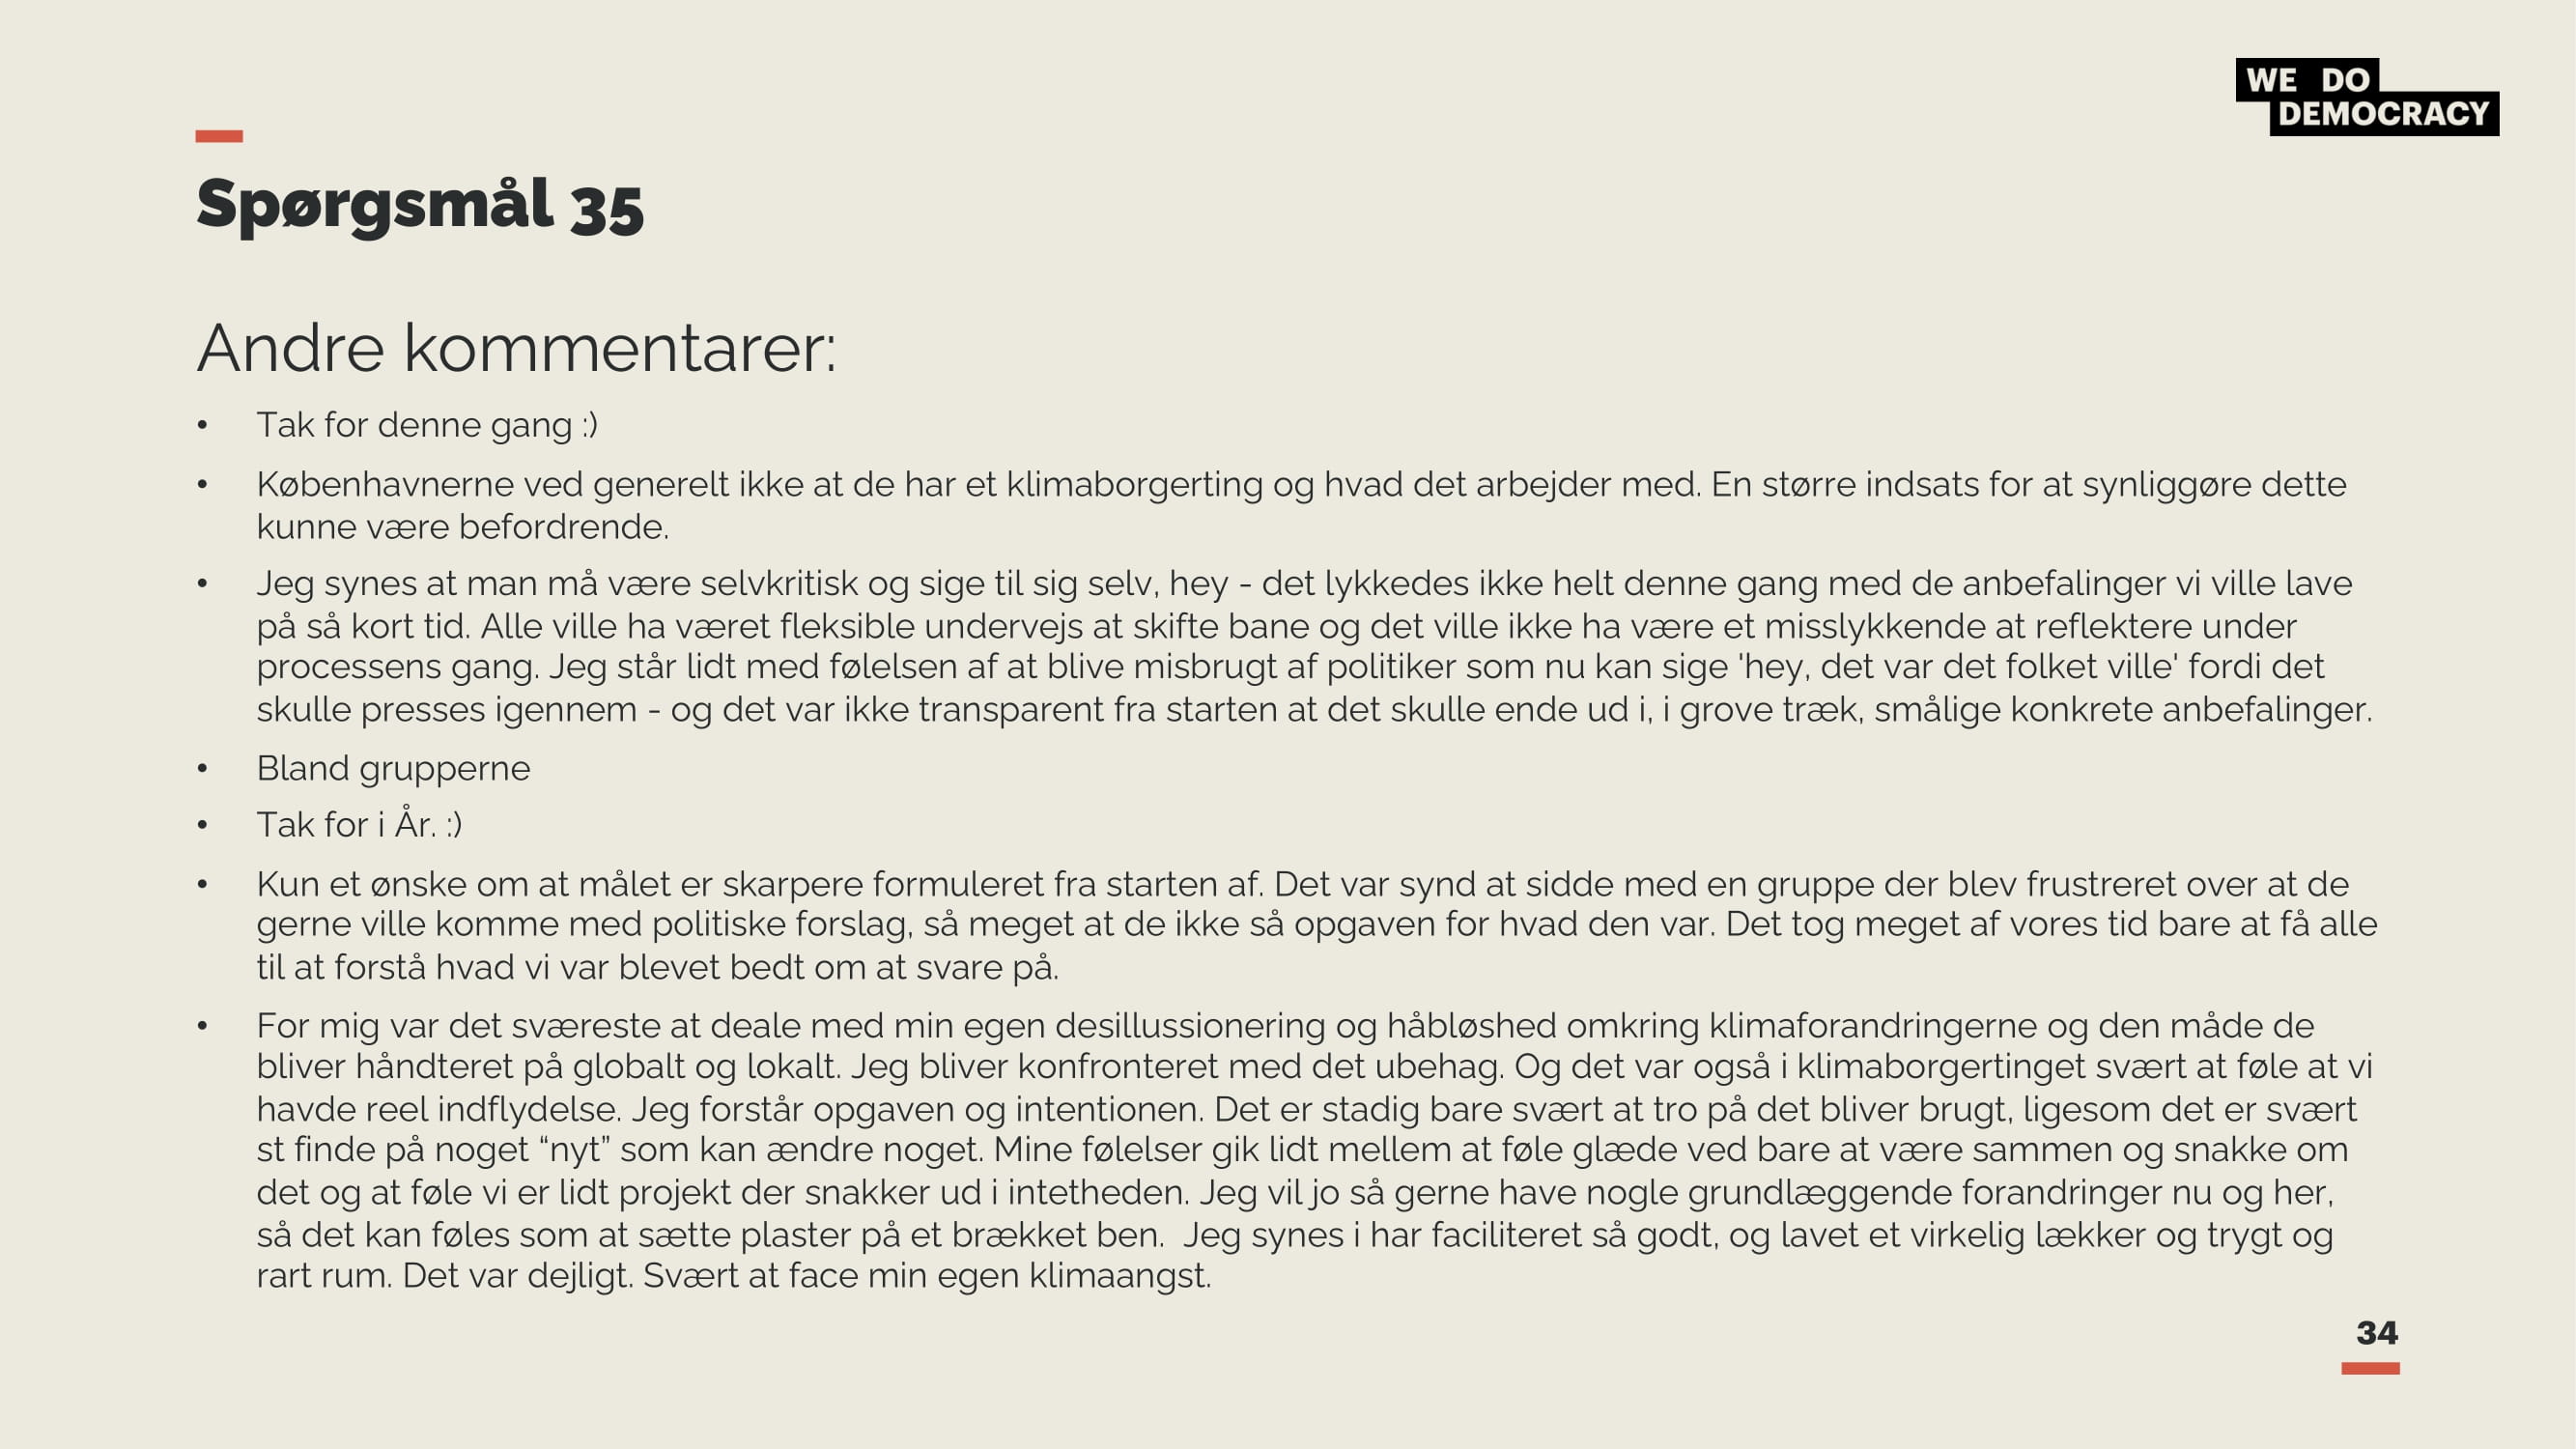 WE DO
DEMOCRACY
Spørgsmål 35
Andre kommentarer:
• Tak for denne gang :)
• Københavnerne ved generelt ikke at de har et klimaborgerting og hvad det arbejder med. En større indsats for at synliggøre dette
kunne være befordrende.
• Jeg synes at man må være selvkritisk og sige til sig selv, hey - det lykkedes ikke helt denne gang med de anbefalinger vi ville lave
på så kort tid. Alle ville ha været fleksible undervejs at skifte bane og det ville ikke ha være et misslykkende at reflektere under
processens gang. Jeg står lidt med følelsen af at blive misbrugt af politiker som nu kan sige 'hey, det var det folket ville' fordi det
skulle presses igennem - og det var ikke transparent fra starten at det skulle ende ud i, i grove træk, smålige konkrete anbefalinger.
• Bland grupperne
• Tak for i År. :)
• Kun et ønske om at målet er skarpere formuleret fra starten af. Det var synd at sidde med en gruppe der blev frustreret over at de
gerne ville komme med politiske forslag, så meget at de ikke så opgaven for hvad den var. Det tog meget af vores tid bare at få alle
til at forstå hvad vi var blevet bedt om at svare på.
• For mig var det sværeste at deale med min egen desillussionering og håbløshed omkring klimaforandringerne og den måde de
bliver håndteret på globalt og lokalt. Jeg bliver konfronteret med det ubehag. Og det var også i klimaborgertinget svært at føle at vi
havde reel indflydelse. Jeg forstår opgaven og intentionen. Det er stadig bare svært at tro på det bliver brugt, ligesom det er svært
st finde på noget “nyt” som kan ændre noget. Mine følelser gik lidt mellem at føle glæde ved bare at være sammen og snakke om
det og at føle vi er lidt projekt der snakker ud i intetheden. Jeg vil jo så gerne have nogle grundlæggende forandringer nu og her,
så det kan føles som at sætte plaster på et brækket ben.  Jeg synes i har faciliteret så godt, og lavet et virkelig lækker og trygt og
rart rum. Det var dejligt. Svært at face min egen klimaangst.
34